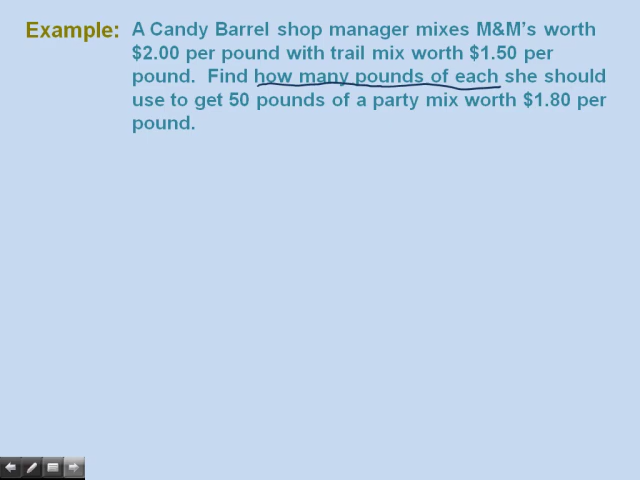 Example: A Candy Barrel shop manager mixes M&M's worth
$2.00 per pound with trail mix worth $1.50 per
pound. Find how many pounds of each she should
use to get 50 pounds of a party mix worth $1.80 per
pound.